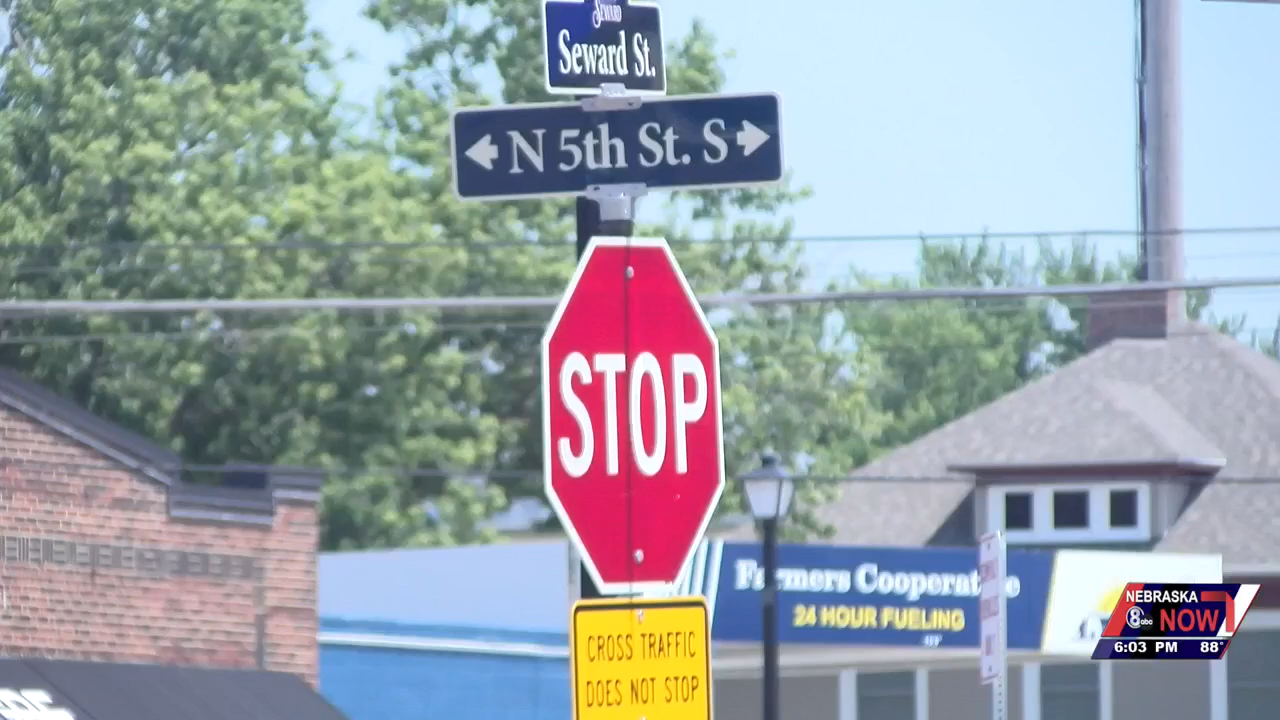 SEWARD
Seward St.
N 5th St. S
STOP
Farmers Cooperative
24 HOUR FUELING
CROSS TRAFFIC
DOES NOT STOP
NEBRASKA
8 abc NOW
6:03 PM 88°